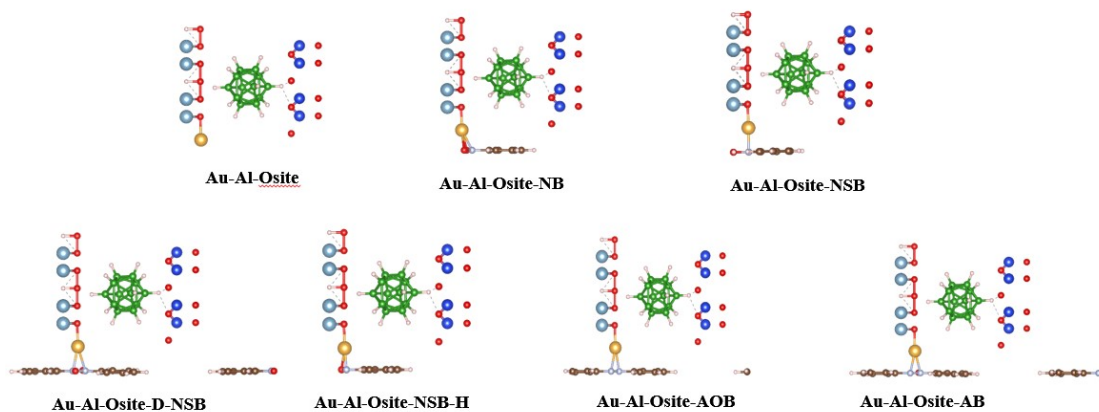 Au-Al-Osite
Au-Al-Osite-NB
Au-Al-Osite-NSB
Au-Al-Osite-D-NSB
Au-Al-Osite-NSB-H
Au-Al-Osite-AOB
Au-Al-Osite-AB